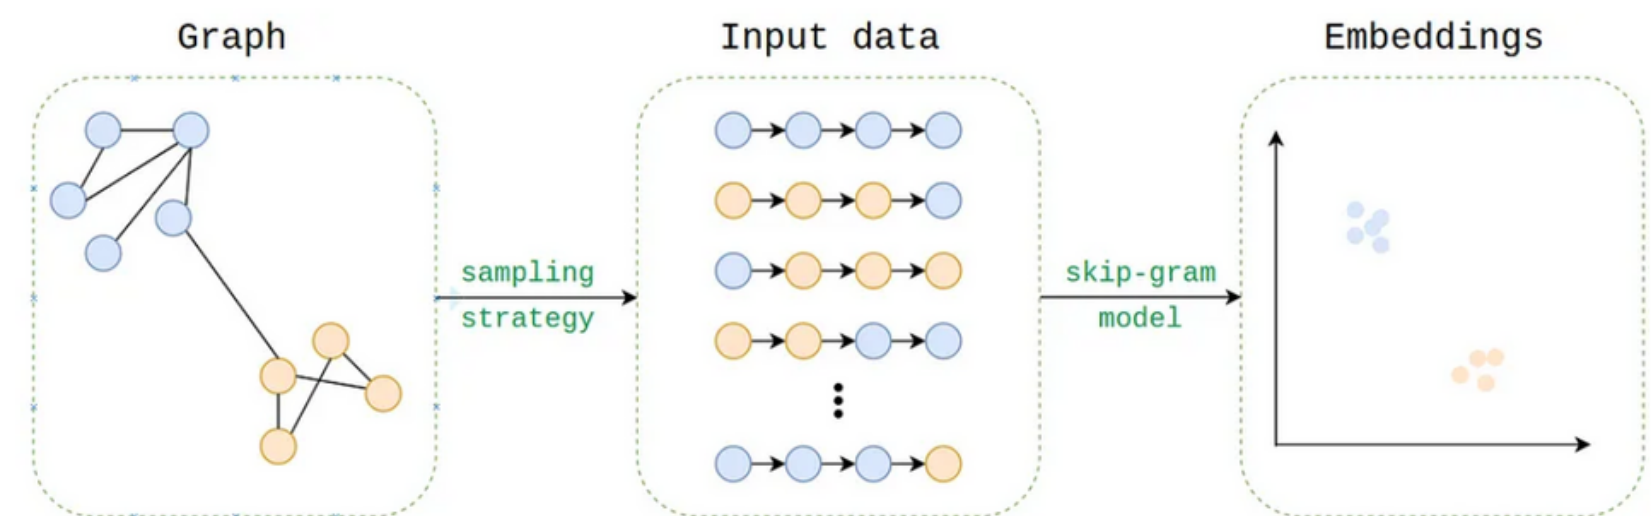 Graph
Input data
Embeddings
sampling
strategy
skip-gram
model